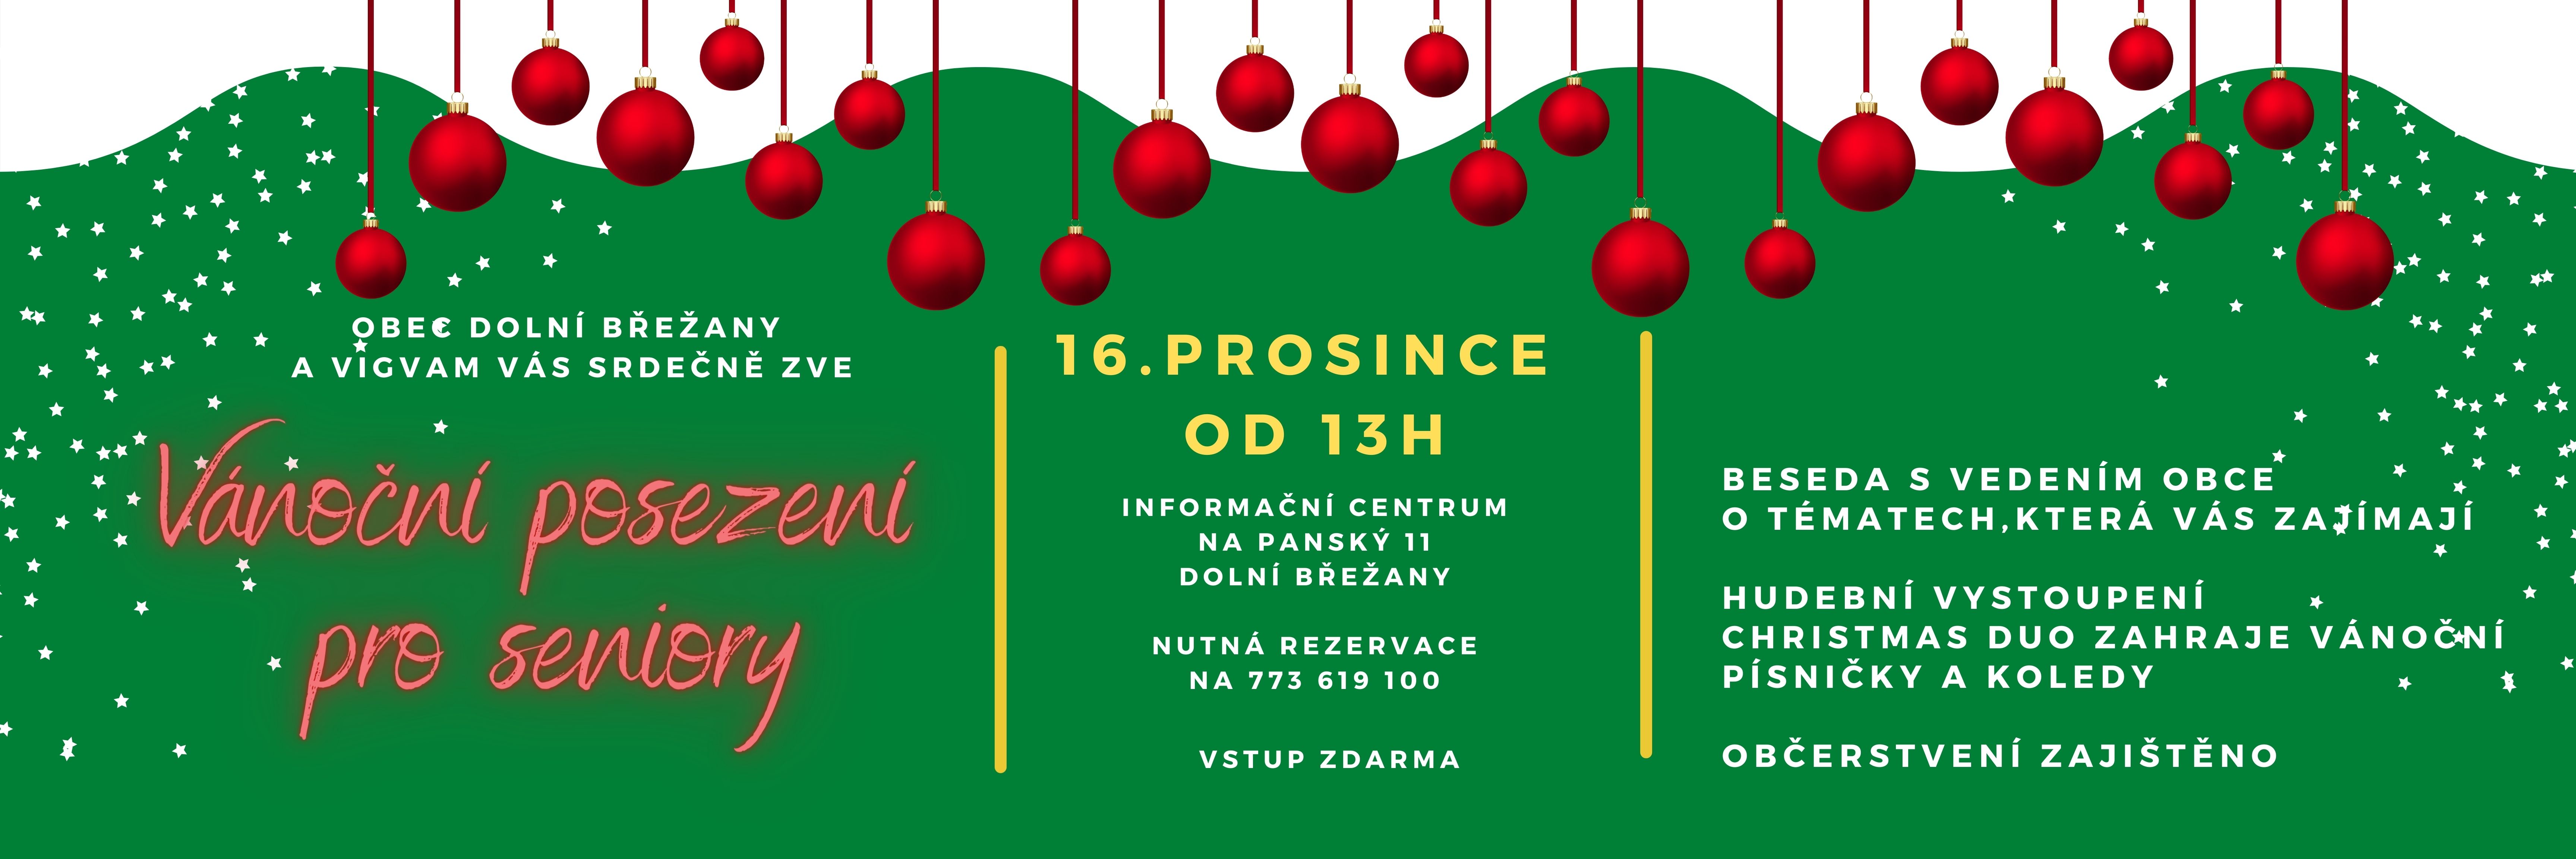 OBEC DOLNÍ BŘEŽANY
A VIGVAM VÁS SRDEČNĚ ZVE
Vánoční posezení
pro seniory
16.PROSINCE
OD 13H
INFORMAČNÍ CENTRUM
NA PANSKÝ 11
DOLNÍ BŘEŽANY
NUTNÁ REZERVACE
NA 773 619 100
VSTUP ZDARMA
BESEDA S VEDENÍM OBCE
O TÉMATECH,KTERÁ VÁS ZAJÍMAJÍ
HUDEBNÍ VYSTOUPENÍ
CHRISTMAS DUO ZAHRAJE VÁNOČNÍ
PÍSNIČKY A KOLEDY
OBČERSTVENÍ ZAJIŠTĚNO